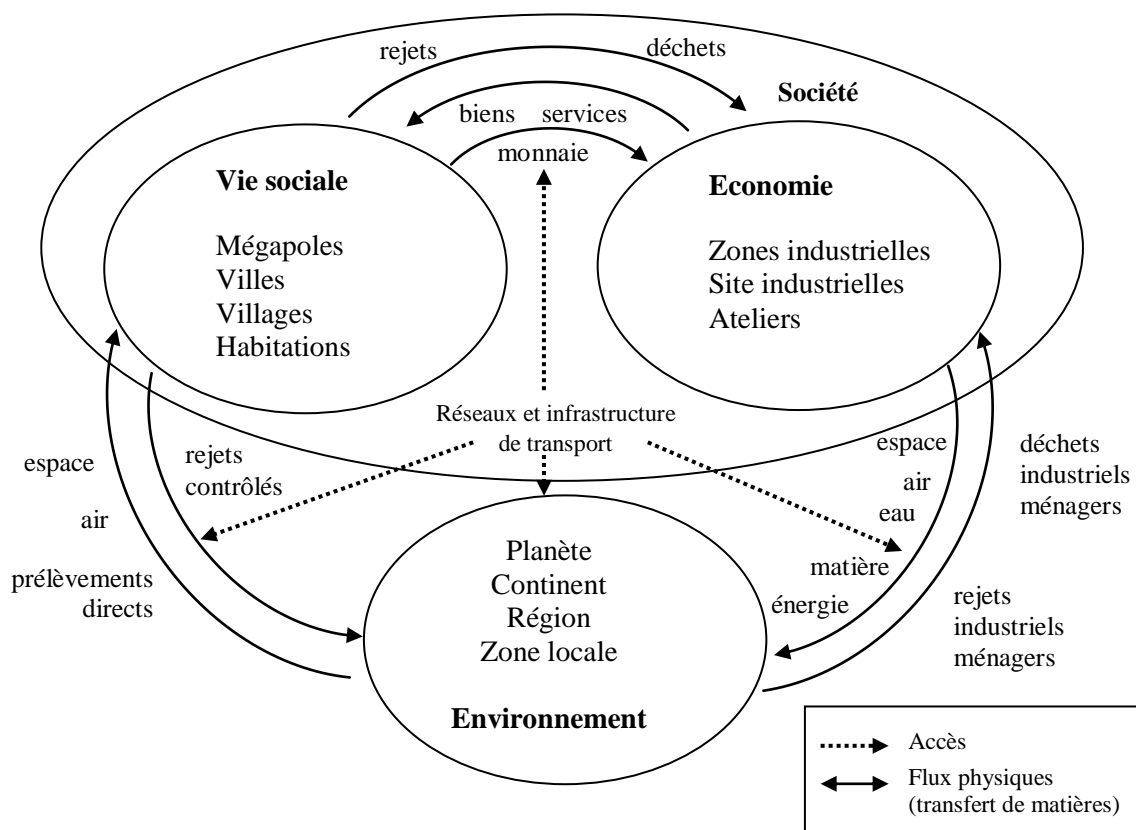 rejets
déchets
Société
biens services
monnaie
Vie sociale
Mégapoles
Villes
Villages
Habitations
Economie
Zones industrielles
Site industrielles
Ateliers
Réseaux et infrastructure
de transport
espace
air
prélèvements
directs
rejets
contrôlés
espace
air
eau
matière
énergie
déchets
industriels
ménagers
rejets
industriels
ménagers
Planète
Continent
Région
Zone locale
Environnement
Accès
Flux physiques
(transfert de matières)